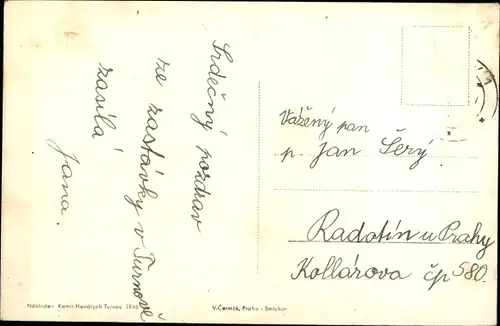 Srdečný pozdrav
ze zastávky v Turnově
zasílá
Jana.
Vážený pan
p. Jan Šerý
Radotín u Prahy
Kollárova čp 580.
Nákladem Kamil Hendrych Turnov 1946
V. Čermák, Praha - Smíchov